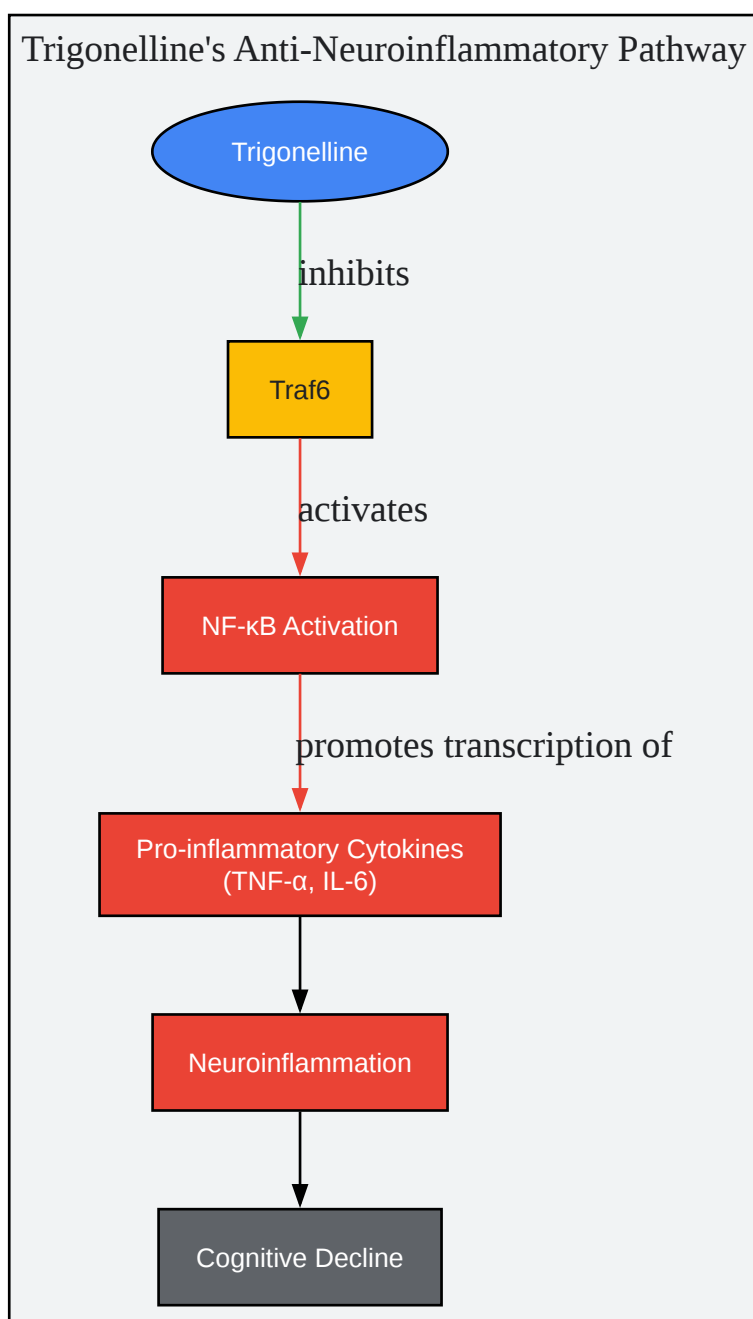 Trigonelline's Anti-Neuroinflammatory Pathway
Trigonelline
inhibits
Traf6
activates
NF-κB Activation
promotes transcription of
Pro-inflammatory Cytokines
(TNF-α, IL-6)
Neuroinflammation
Cognitive Decline